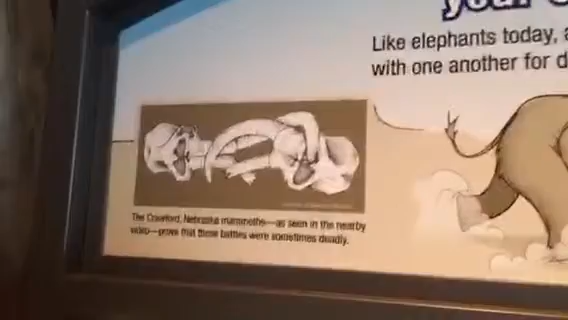 your
Like elephants today, a
with one another for d
The Crawford, Nebraska mammoths—as seen in the nearby
video—prove that these battles were sometimes deadly.